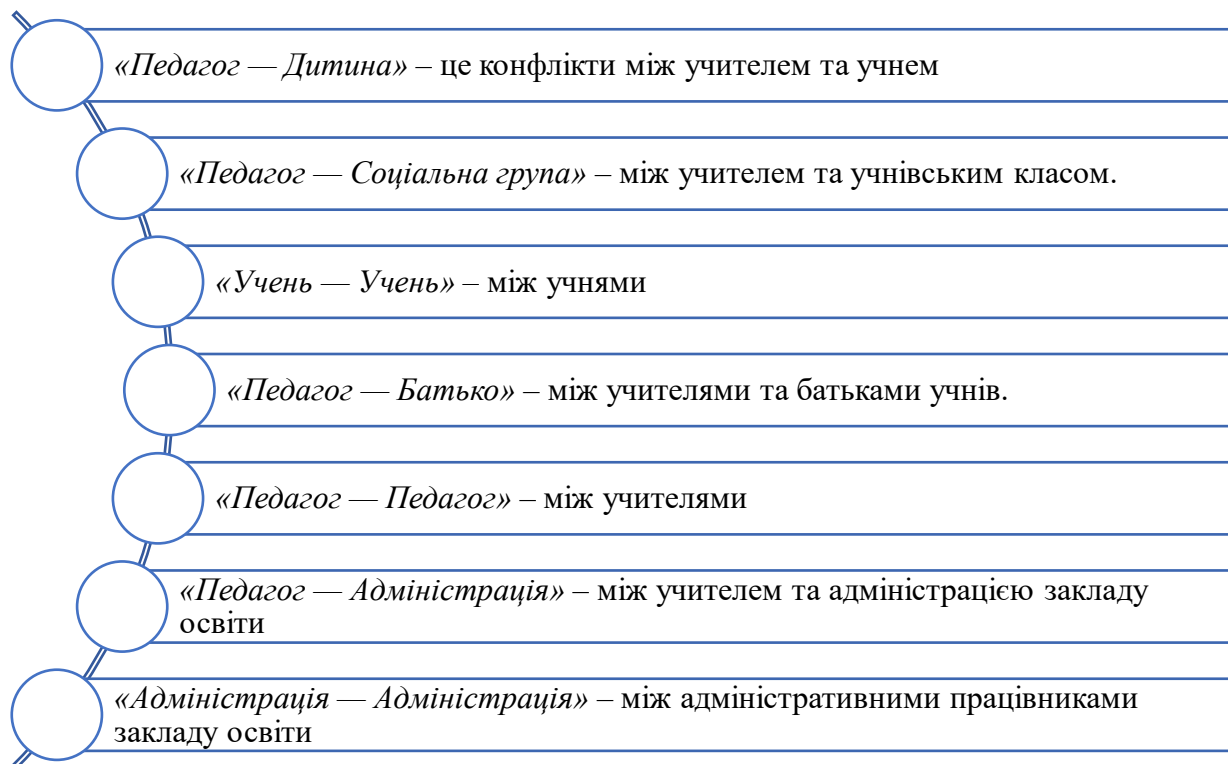 «Педагог — Дитина» – це конфлікти між учителем та учнем
«Педагог — Соціальна група» – між учителем та учнівським класом.
«Учень — Учень» – між учнями
«Педагог — Батько» – між учителями та батьками учнів.
«Педагог — Педагог» – між учителями
«Педагог — Адміністрація» – між учителем та адміністрацією закладу
освіти
«Адміністрація — Адміністрація» – між адміністративними працівниками
закладу освіти